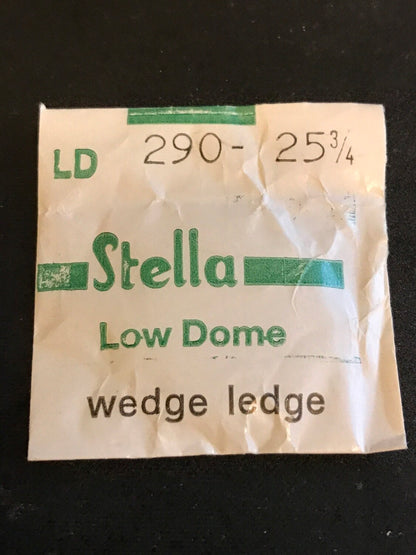 LD 290- 25¾
Stella
Low Dome
wedge ledge